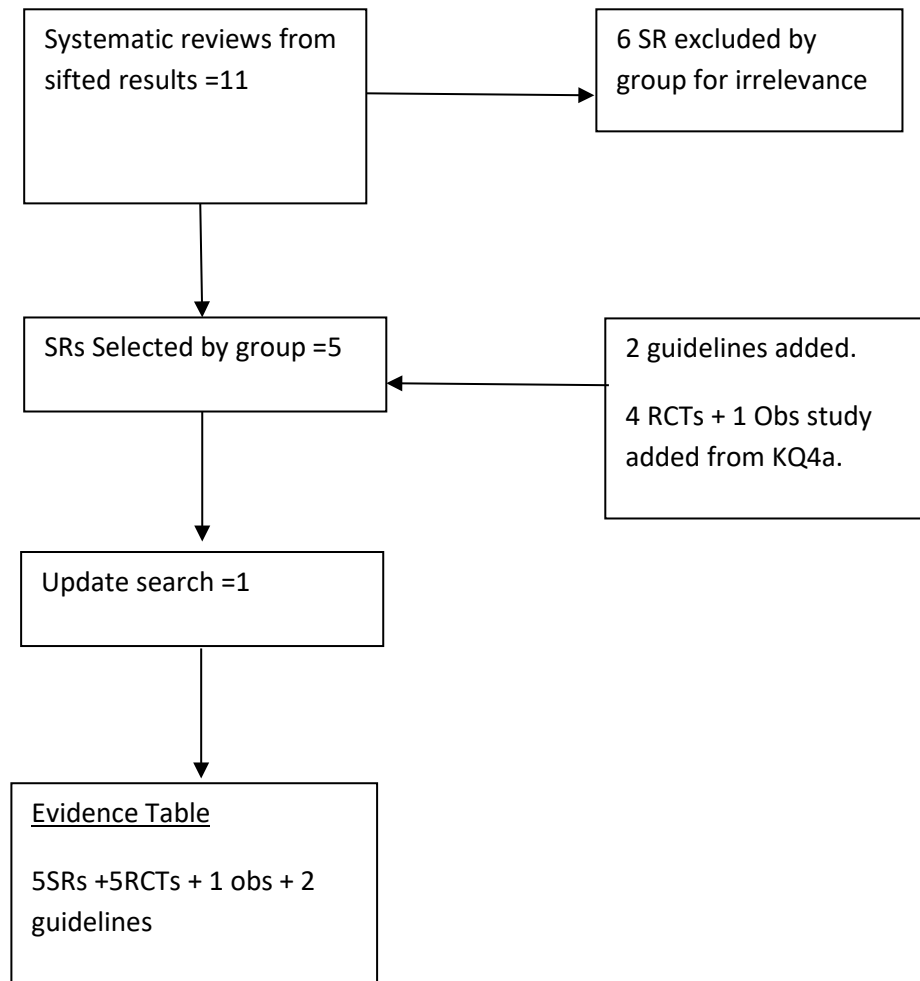 Systematic reviews from
sifted results =11
6 SR excluded by
group for irrelevance
SRs Selected by group =5
2 guidelines added.
4 RCTs + 1 Obs study
added from KQ4a.
Update search =1
Evidence Table
5SRs +5RCTs + 1 obs + 2
guidelines